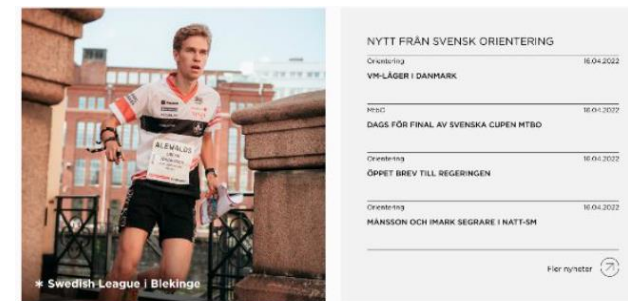 ALEWALDS
* Swedish League i Blekinge
NYTT FRÅN SVENSK ORIENTERING
Orientering 16.04.2022
VM-LÄGER I DANMARK
MtbO 16.04.2022
DAGS FÖR FINAL AV SVENSKA CUPEN MTBO
Orientering 16.04.2022
ÖPPET BREV TILL REGERINGEN
Orientering 16.04.2022
MÅNSSON OCH IMARK SEGRARE I NATT-SM
Fler nyheter